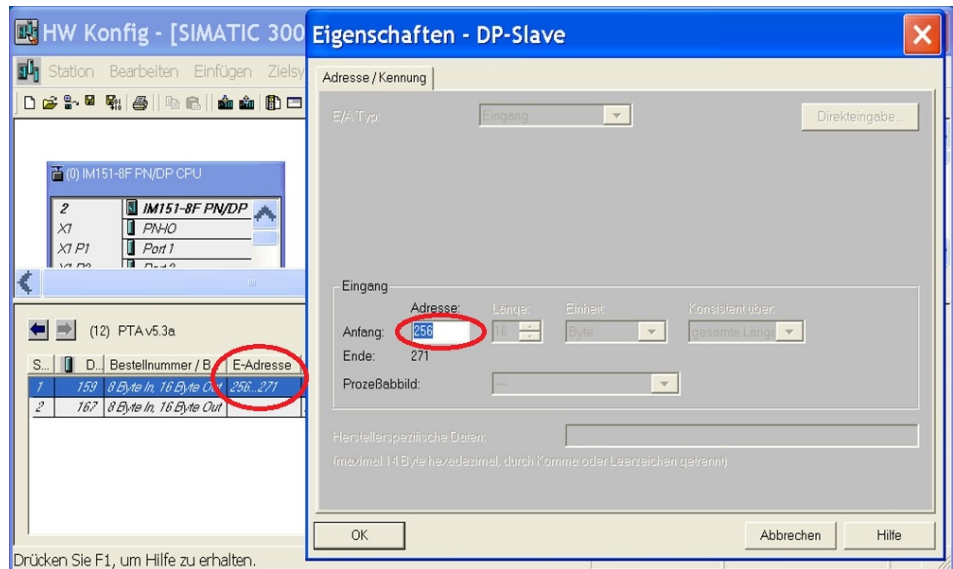 HW Konfig - [SIMATIC 300
Station Bearbeiten Einfügen Zielsy
(0) IM151-8F PN/DP CPU
2 IM151-8F PN/DP
X1 PN-IO
X1 P1 Port 1
(12) PTA v5.3a
S... D... Bestellnummer / B... E-Adresse
1 159 8 Byte In, 16 Byte Out 256...271
2 167 8 Byte In, 16 Byte Out
Drücken Sie F1, um Hilfe zu erhalten.
Eigenschaften - DP-Slave
Adresse / Kennung
E/A-Typ: Eingang Direkteingabe...
Eingang
Adresse: Länge: Einheit: Konsistent über:
Anfang: 256 16 Byte gesamte Länge
Ende: 271
Prozeßabbild: ---
Herstellerspezifische Daten:
(maximal 14 Byte hexadezimal, durch Komma oder Leerzeichen getrennt)
OK Abbrechen Hilfe